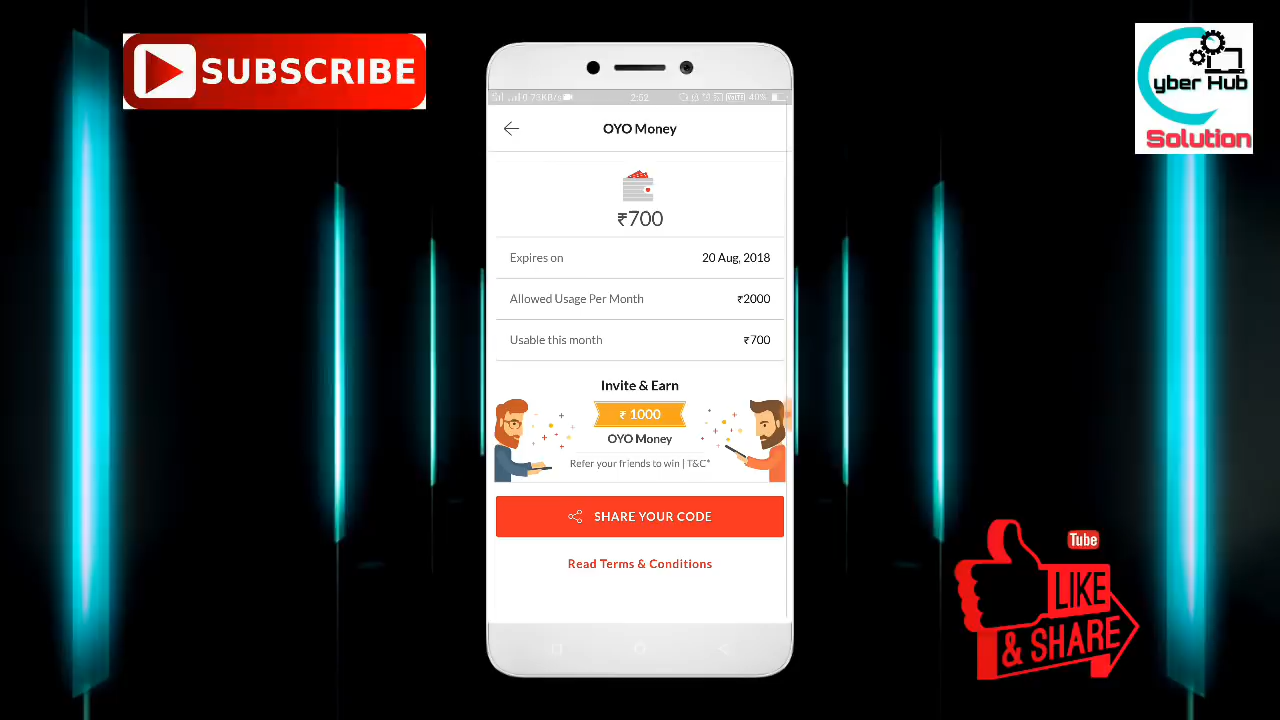 SUBSCRIBE
yber Hub
Solution
2:02
40%
OYO Money
₹700
Expires on 20 Aug, 2018
Allowed Usage Per Month ₹2000
Usable this month ₹700
Invite & Earn
₹ 1000
OYO Money
Refer your friends to win | T&C*
SHARE YOUR CODE
Read Terms & Conditions
Tube
LIKE
& SHARE